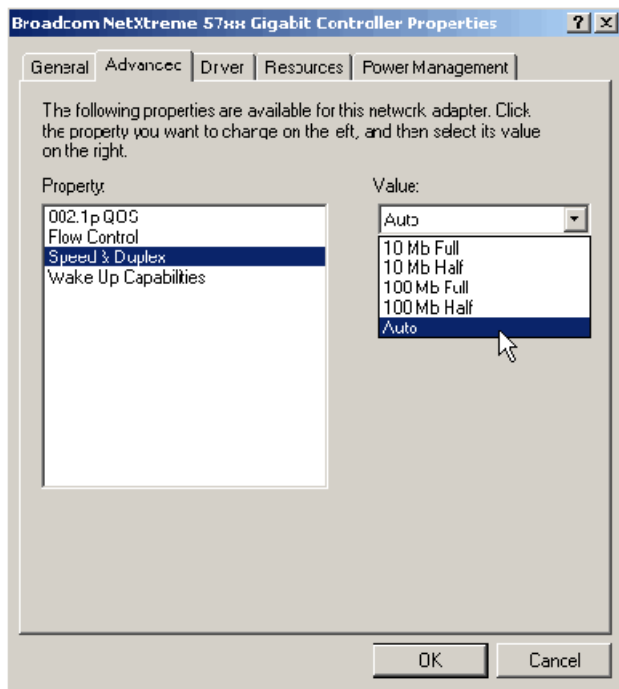 Broadcom NetXtreme 57xx Gigabit Controller Properties
General Advanced Driver Resources Power Management
The following properties are available for this network adapter. Click
the property you want to change on the left, and then select its value
on the right.
Property:
Value:
802.1p QOS
Flow Control
Speed & Duplex
Wake Up Capabilities
Auto
10 Mb Full
10 Mb Half
100 Mb Full
100 Mb Half
Auto
OK Cancel